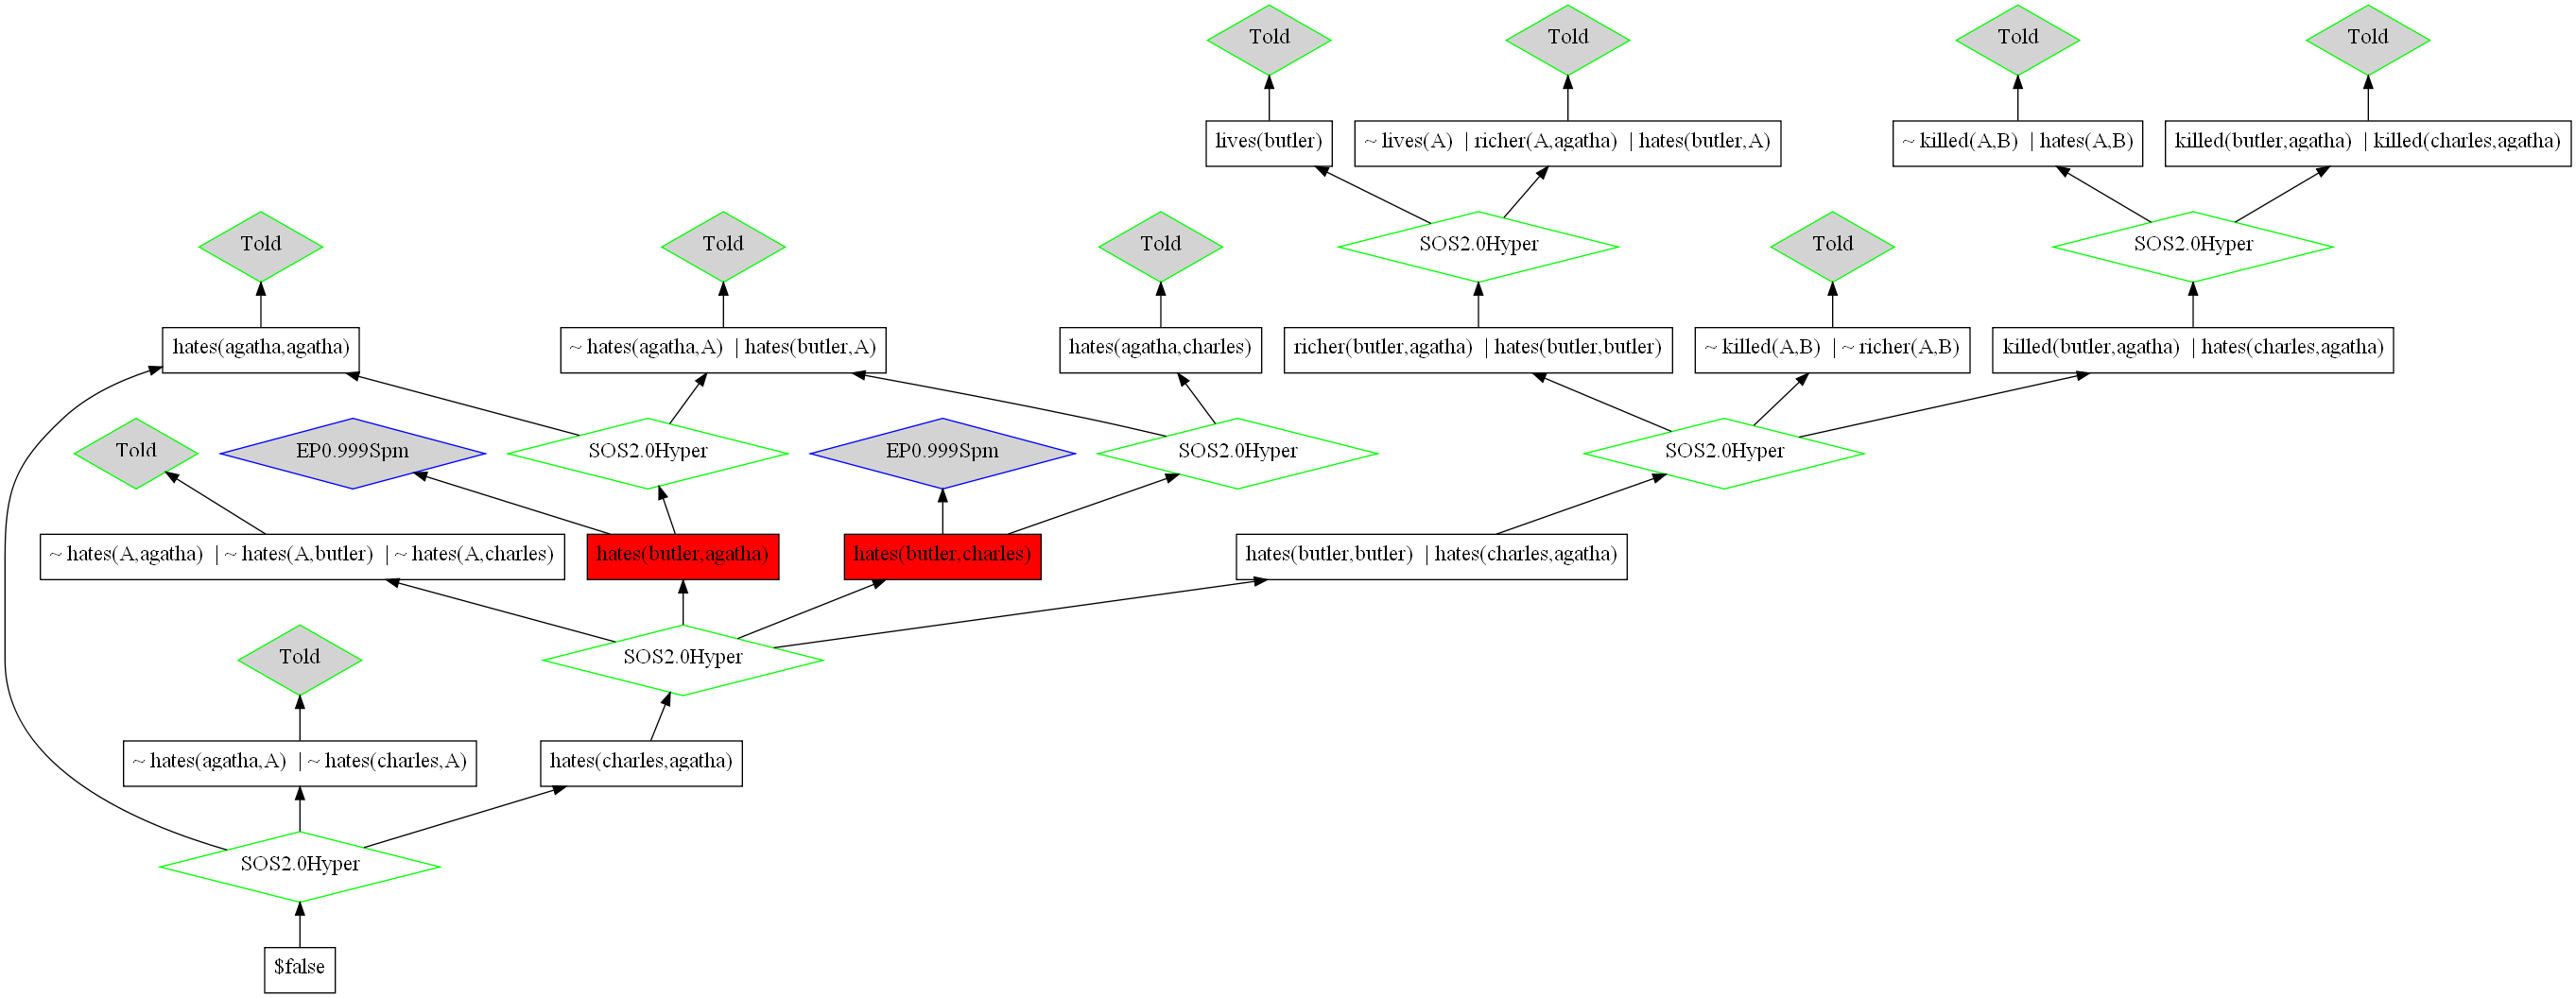 Told
Told
Told
Told
lives(butler)
~ lives(A) | richer(A,agatha) | hates(butler,A)
~ killed(A,B) | hates(A,B)
killed(butler,agatha) | killed(charles,agatha)
Told
Told
Told
SOS2.0Hyper
Told
SOS2.0Hyper
hates(agatha,agatha)
~ hates(agatha,A) | hates(butler,A)
hates(agatha,charles)
richer(butler,agatha) | hates(butler,butler)
~ killed(A,B) | ~ richer(A,B)
killed(butler,agatha) | hates(charles,agatha)
Told
EP0.999Spm
SOS2.0Hyper
EP0.999Spm
SOS2.0Hyper
SOS2.0Hyper
~ hates(A,agatha) | ~ hates(A,butler) | ~ hates(A,charles)
hates(butler,agatha)
hates(butler,charles)
hates(butler,butler) | hates(charles,agatha)
Told
SOS2.0Hyper
~ hates(agatha,A) | ~ hates(charles,A)
hates(charles,agatha)
SOS2.0Hyper
$false